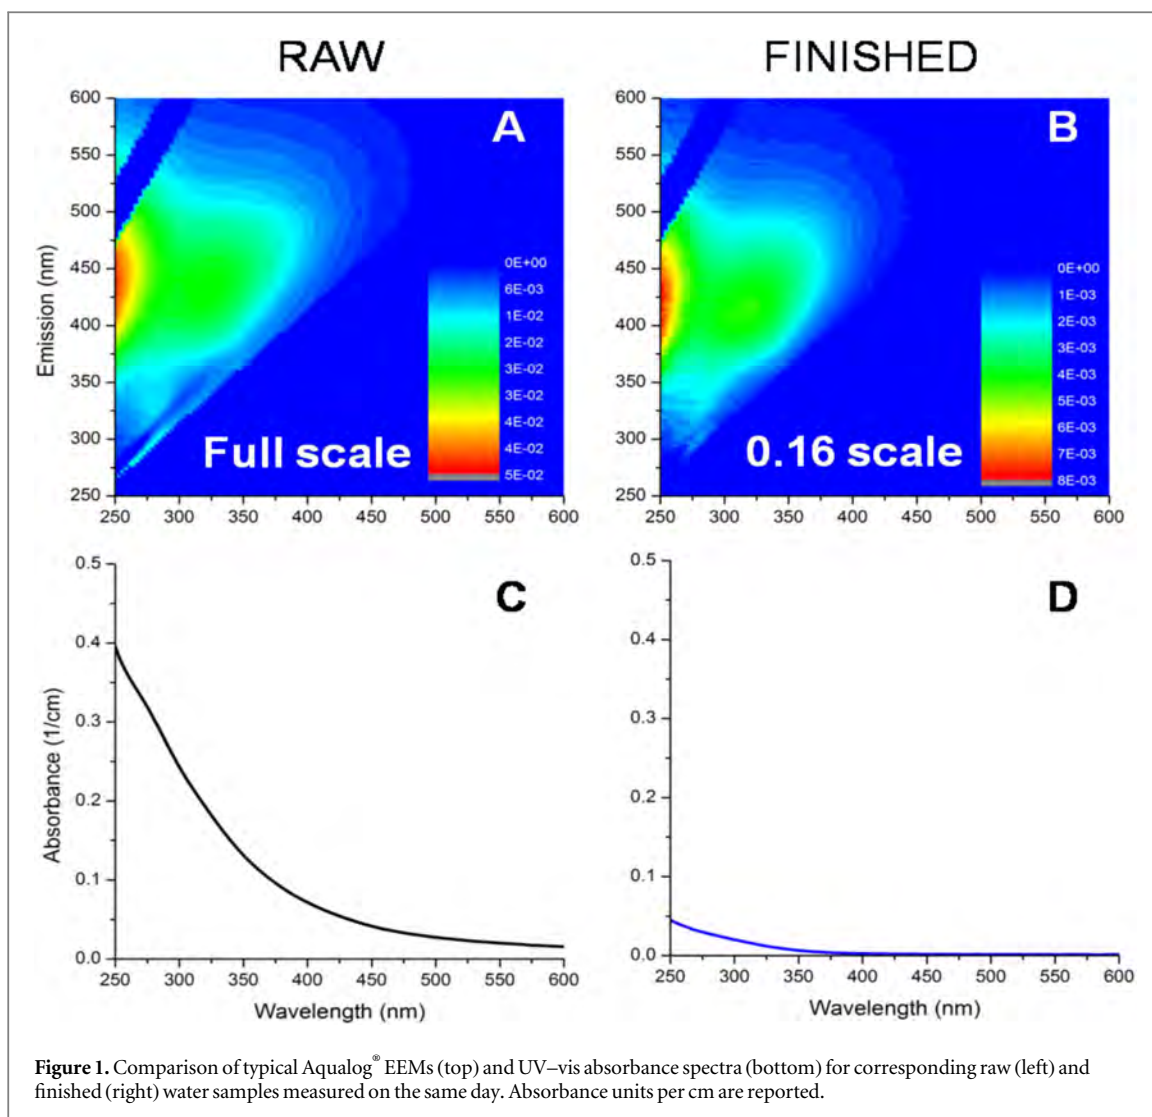 RAW
FINISHED
A
600
550
500
450
400
350
300
250
Emission (nm)
0E+00
6E-03
1E-02
2E-02
3E-02
3E-02
4E-02
4E-02
5E-02
Full scale
250 300 350 400 450 500 550 600
B
600
550
500
450
400
350
300
250
0E+00
1E-03
2E-03
3E-03
4E-03
5E-03
6E-03
7E-03
8E-03
0.16 scale
250 300 350 400 450 500 550 600
C
0.5
0.4
0.3
0.2
0.1
0.0
Absorbance (1/cm)
250 300 350 400 450 500 550 600
Wavelength (nm)
D
0.5
0.4
0.3
0.2
0.1
0.0
250 300 350 400 450 500 550 600
Wavelength (nm)
Figure 1. Comparison of typical Aqualog® EEMs (top) and UV–vis absorbance spectra (bottom) for corresponding raw (left) and
finished (right) water samples measured on the same day. Absorbance units per cm are reported.